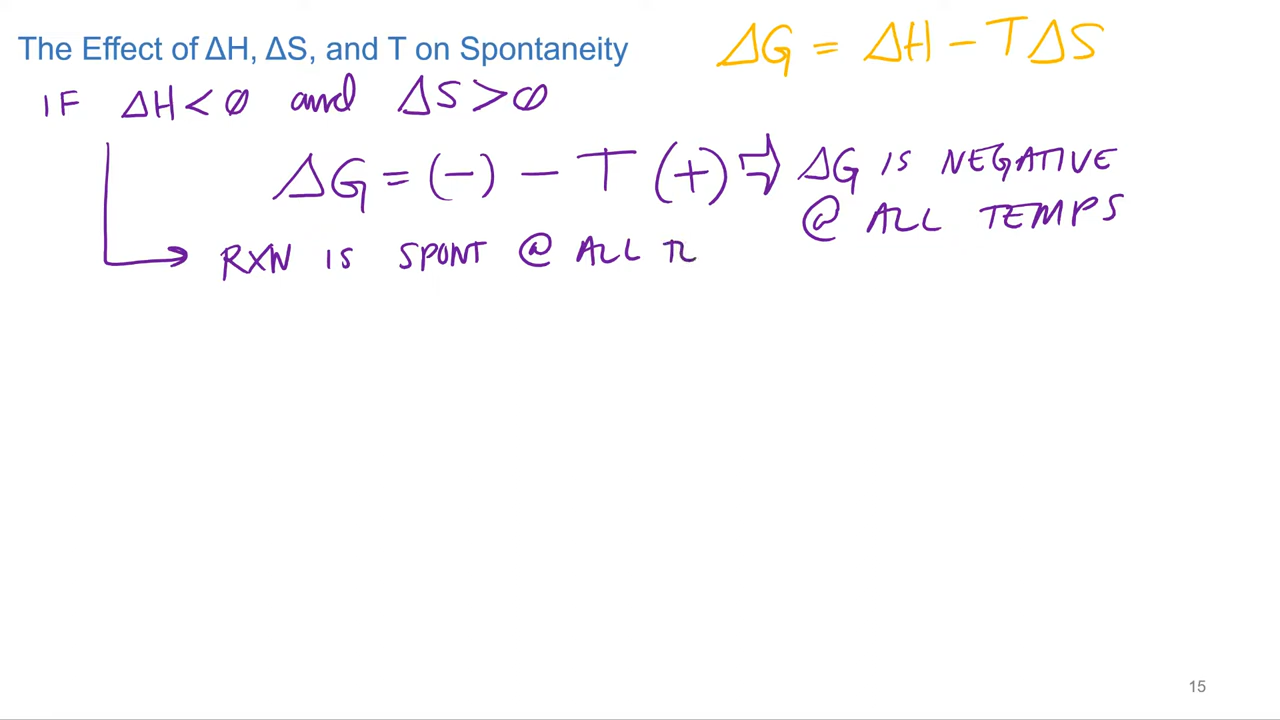 The Effect of ΔH, ΔS, and T on Spontaneity
ΔG = ΔH - TΔS
IF ΔH < 0 and ΔS > 0
ΔG = (-) - T (+) ⇒ ΔG IS NEGATIVE
@ ALL TEMPS
RXN IS SPONT @ ALL
15